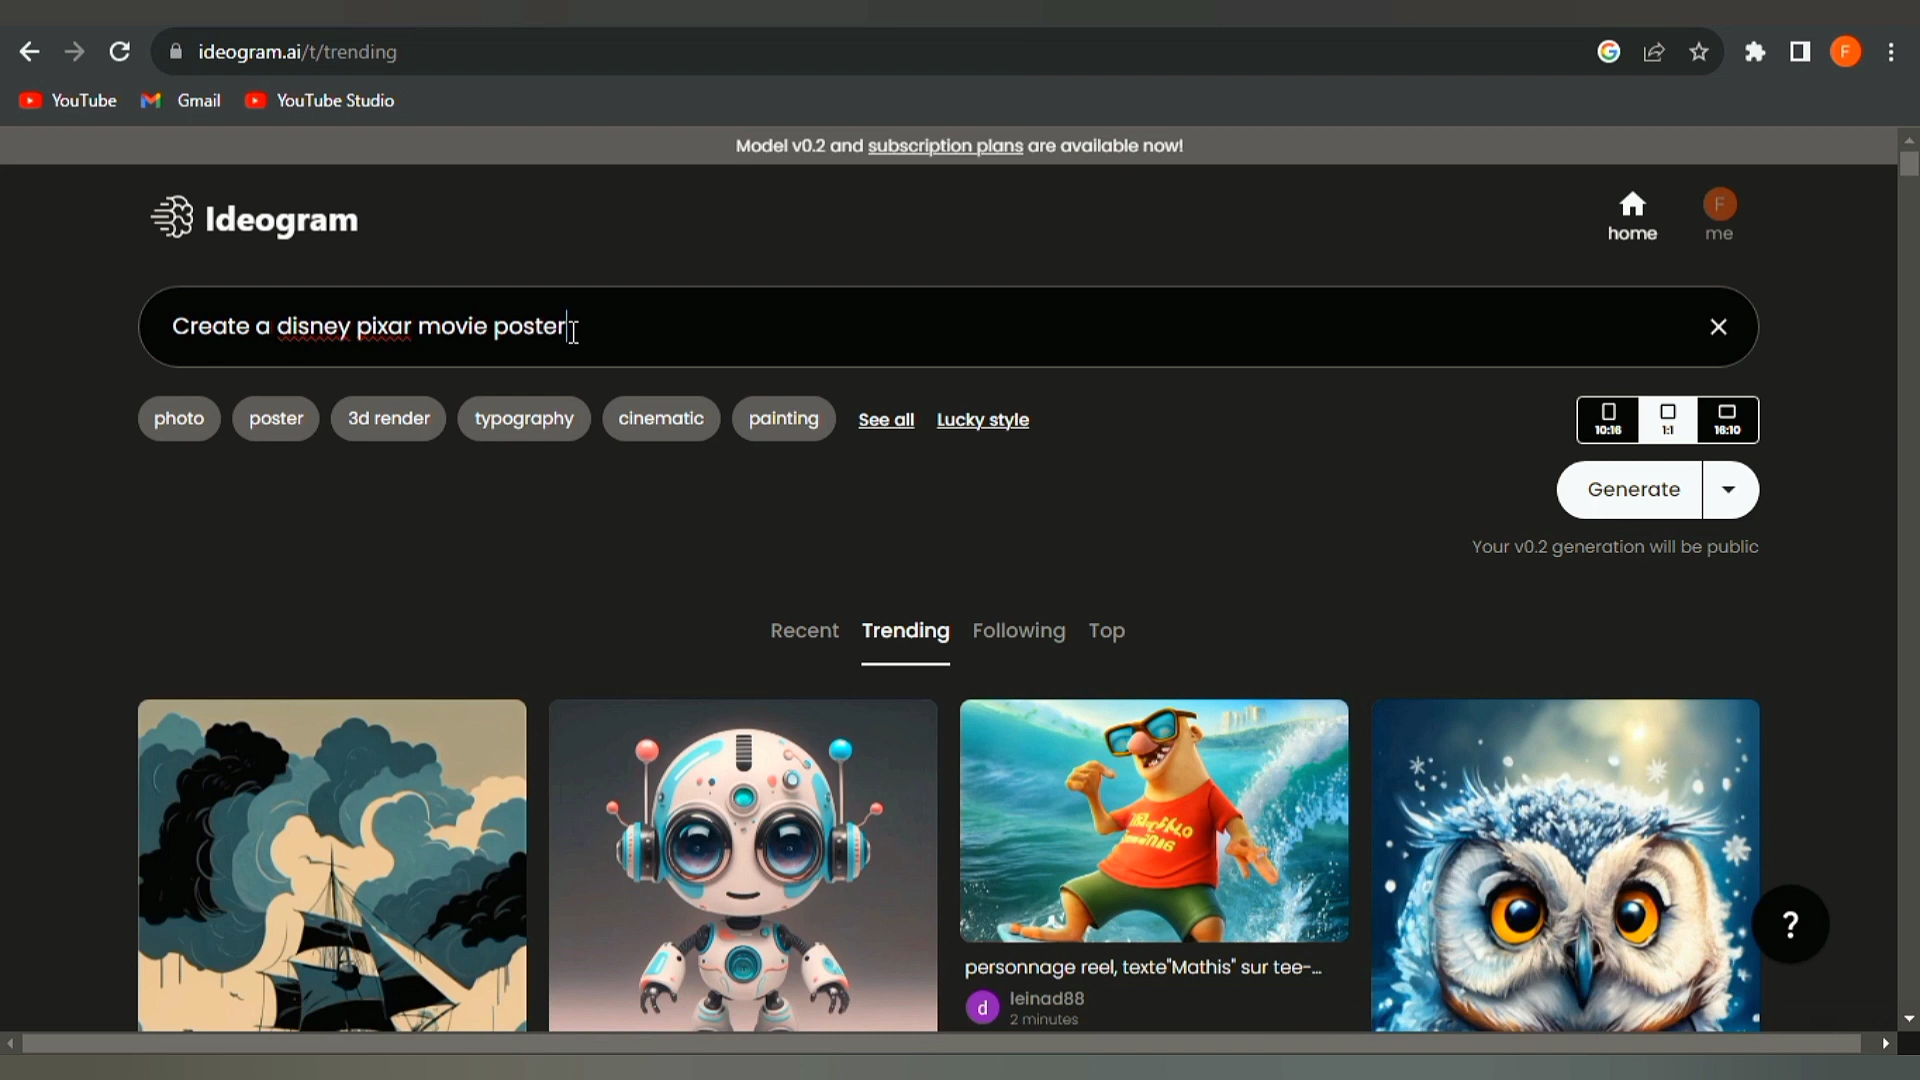 ideogram.ai/t/trending
F
YouTube
Gmail
YouTube Studio
Model v0.2 and subscription plans are available now!
Ideogram
home
F
me
Create a disney pixar movie poster
photo
poster
3d render
typography
cinematic
painting
See all
Lucky style
10:16
1:1
16:10
Generate
Your v0.2 generation will be public
Recent
Trending
Following
Top
personnage reel, texte"Mathis" sur tee-...
d
leinad88
2 minutes
?